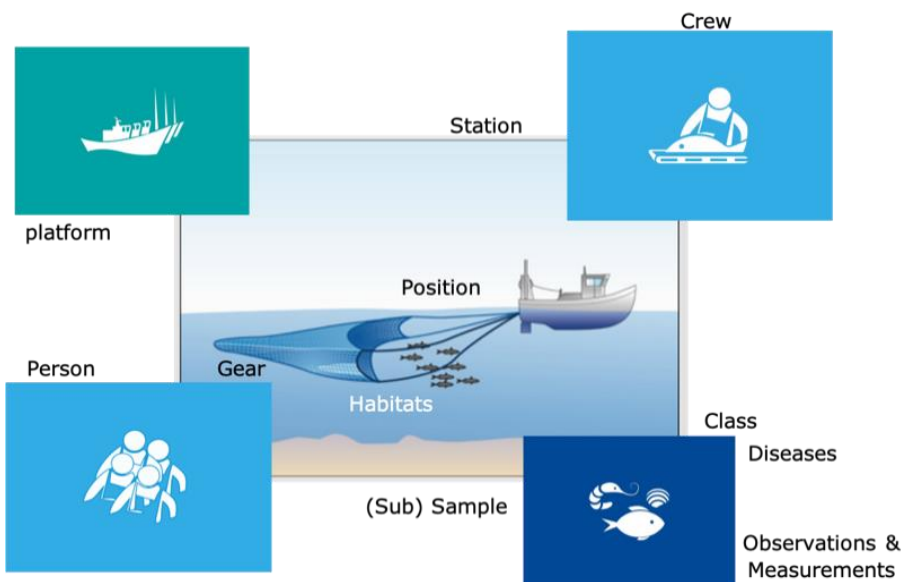 Crew
Station
platform
Position
Person
Gear
Habitats
Class
Diseases
(Sub) Sample
Observations &
Measurements